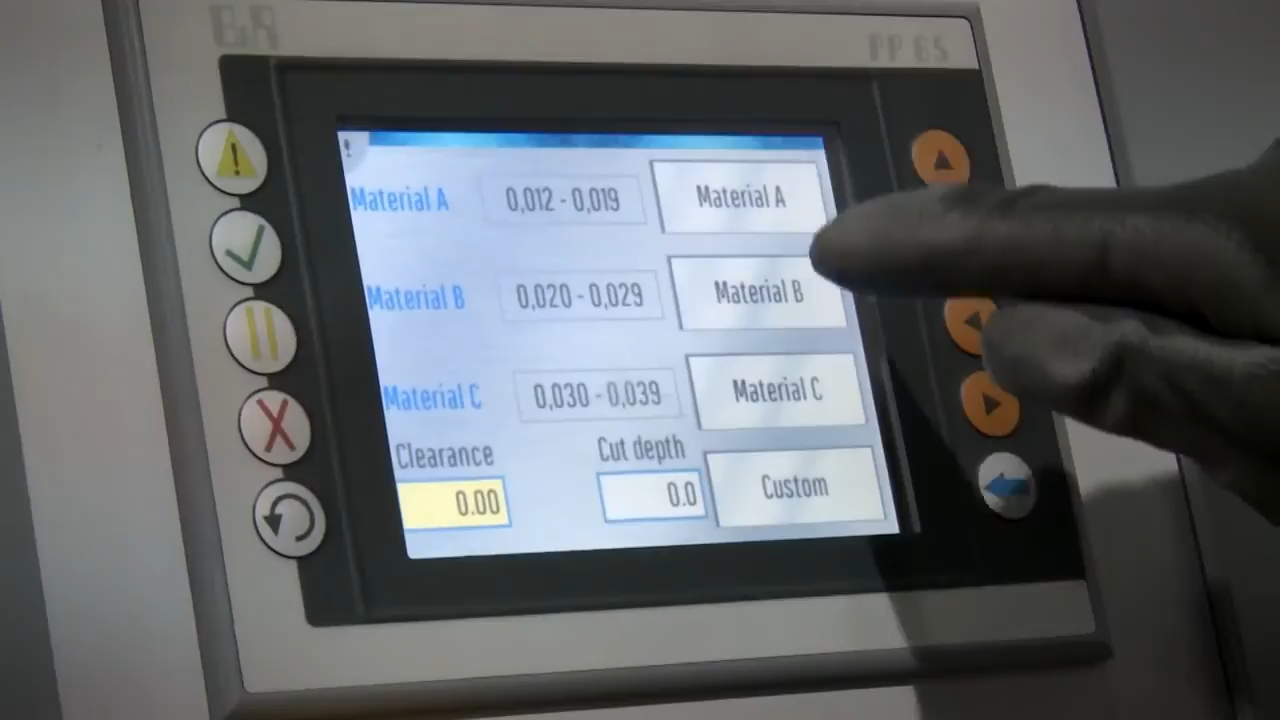 B&R
PP 65
Material A 0,012 - 0,019 Material A
Material B 0,020 - 0,029 Material B
Material C 0,030 - 0,039 Material C
Clearance Cut depth
0.00 0.0 Custom